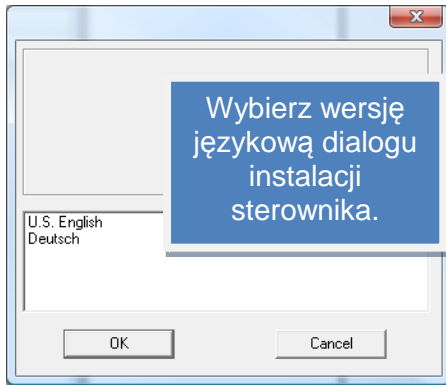 Wybierz wersję
językową dialogu
instalacji
sterownika.
U.S. English
Deutsch
OK
Cancel